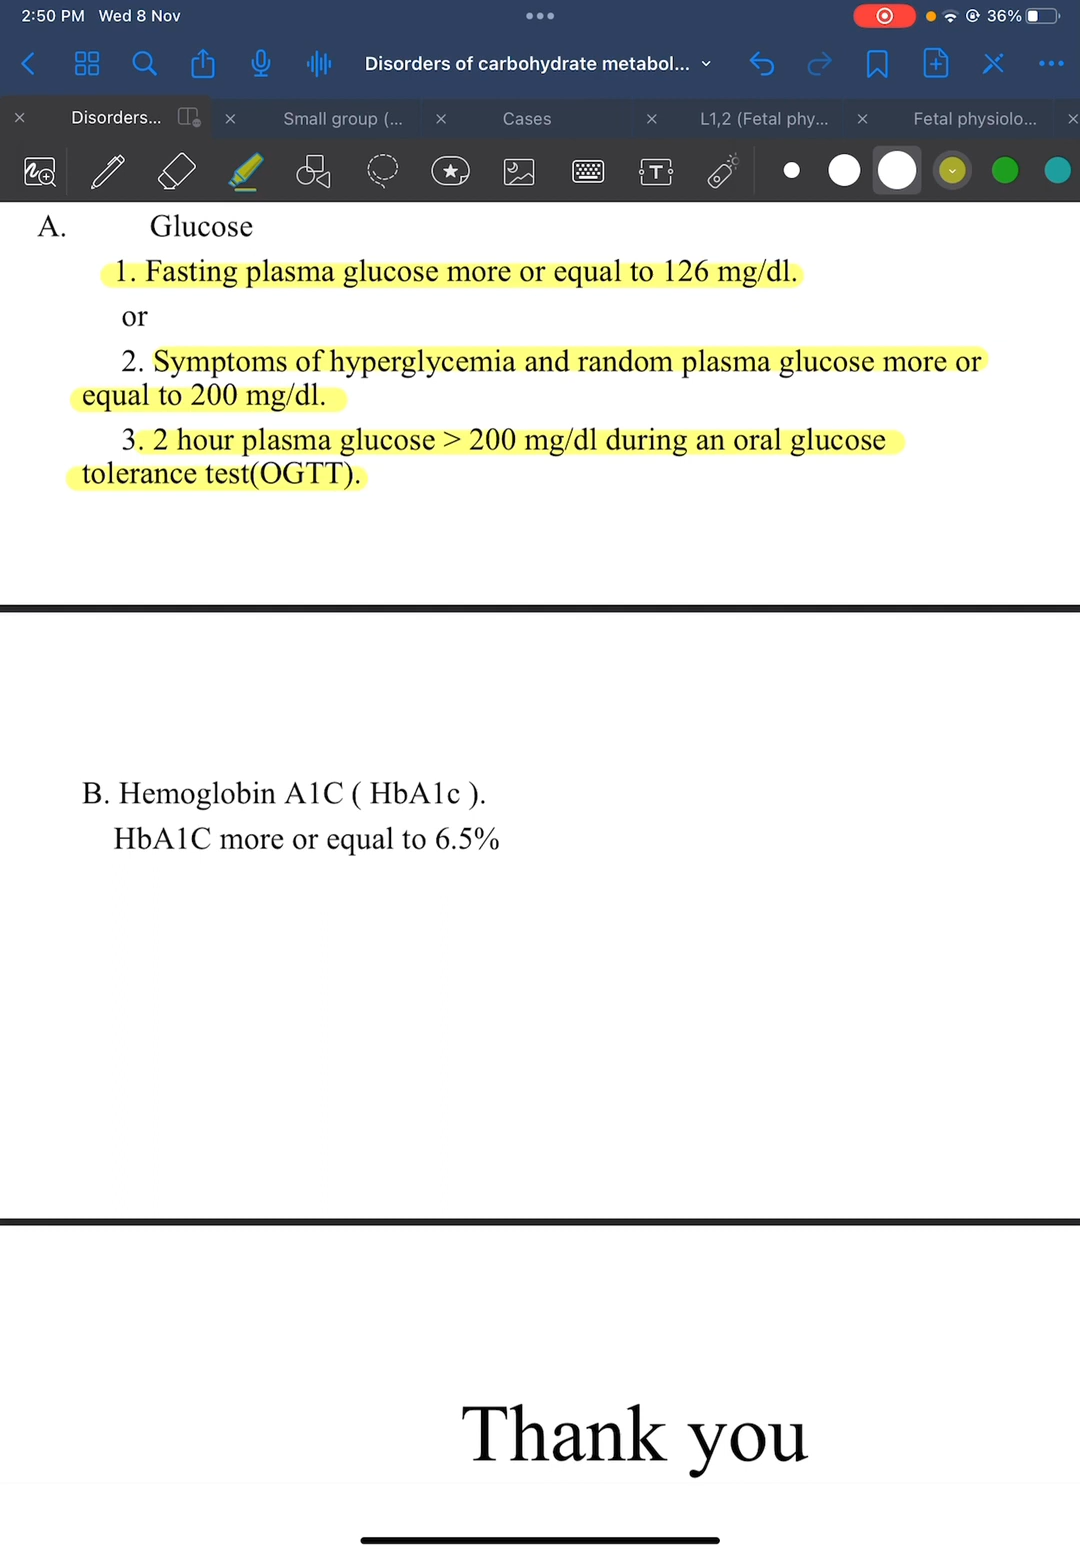 2:50 PM Wed 8 Nov
36%
Disorders of carbohydrate metabol...
Disorders...
Small group (...
Cases
L1,2 (Fetal phy...
Fetal physiolo...
A. Glucose
1. Fasting plasma glucose more or equal to 126 mg/dl.
or
2. Symptoms of hyperglycemia and random plasma glucose more or
equal to 200 mg/dl.
3. 2 hour plasma glucose > 200 mg/dl during an oral glucose
tolerance test(OGTT).
B. Hemoglobin A1C ( HbA1c ).
HbA1C more or equal to 6.5%
Thank you